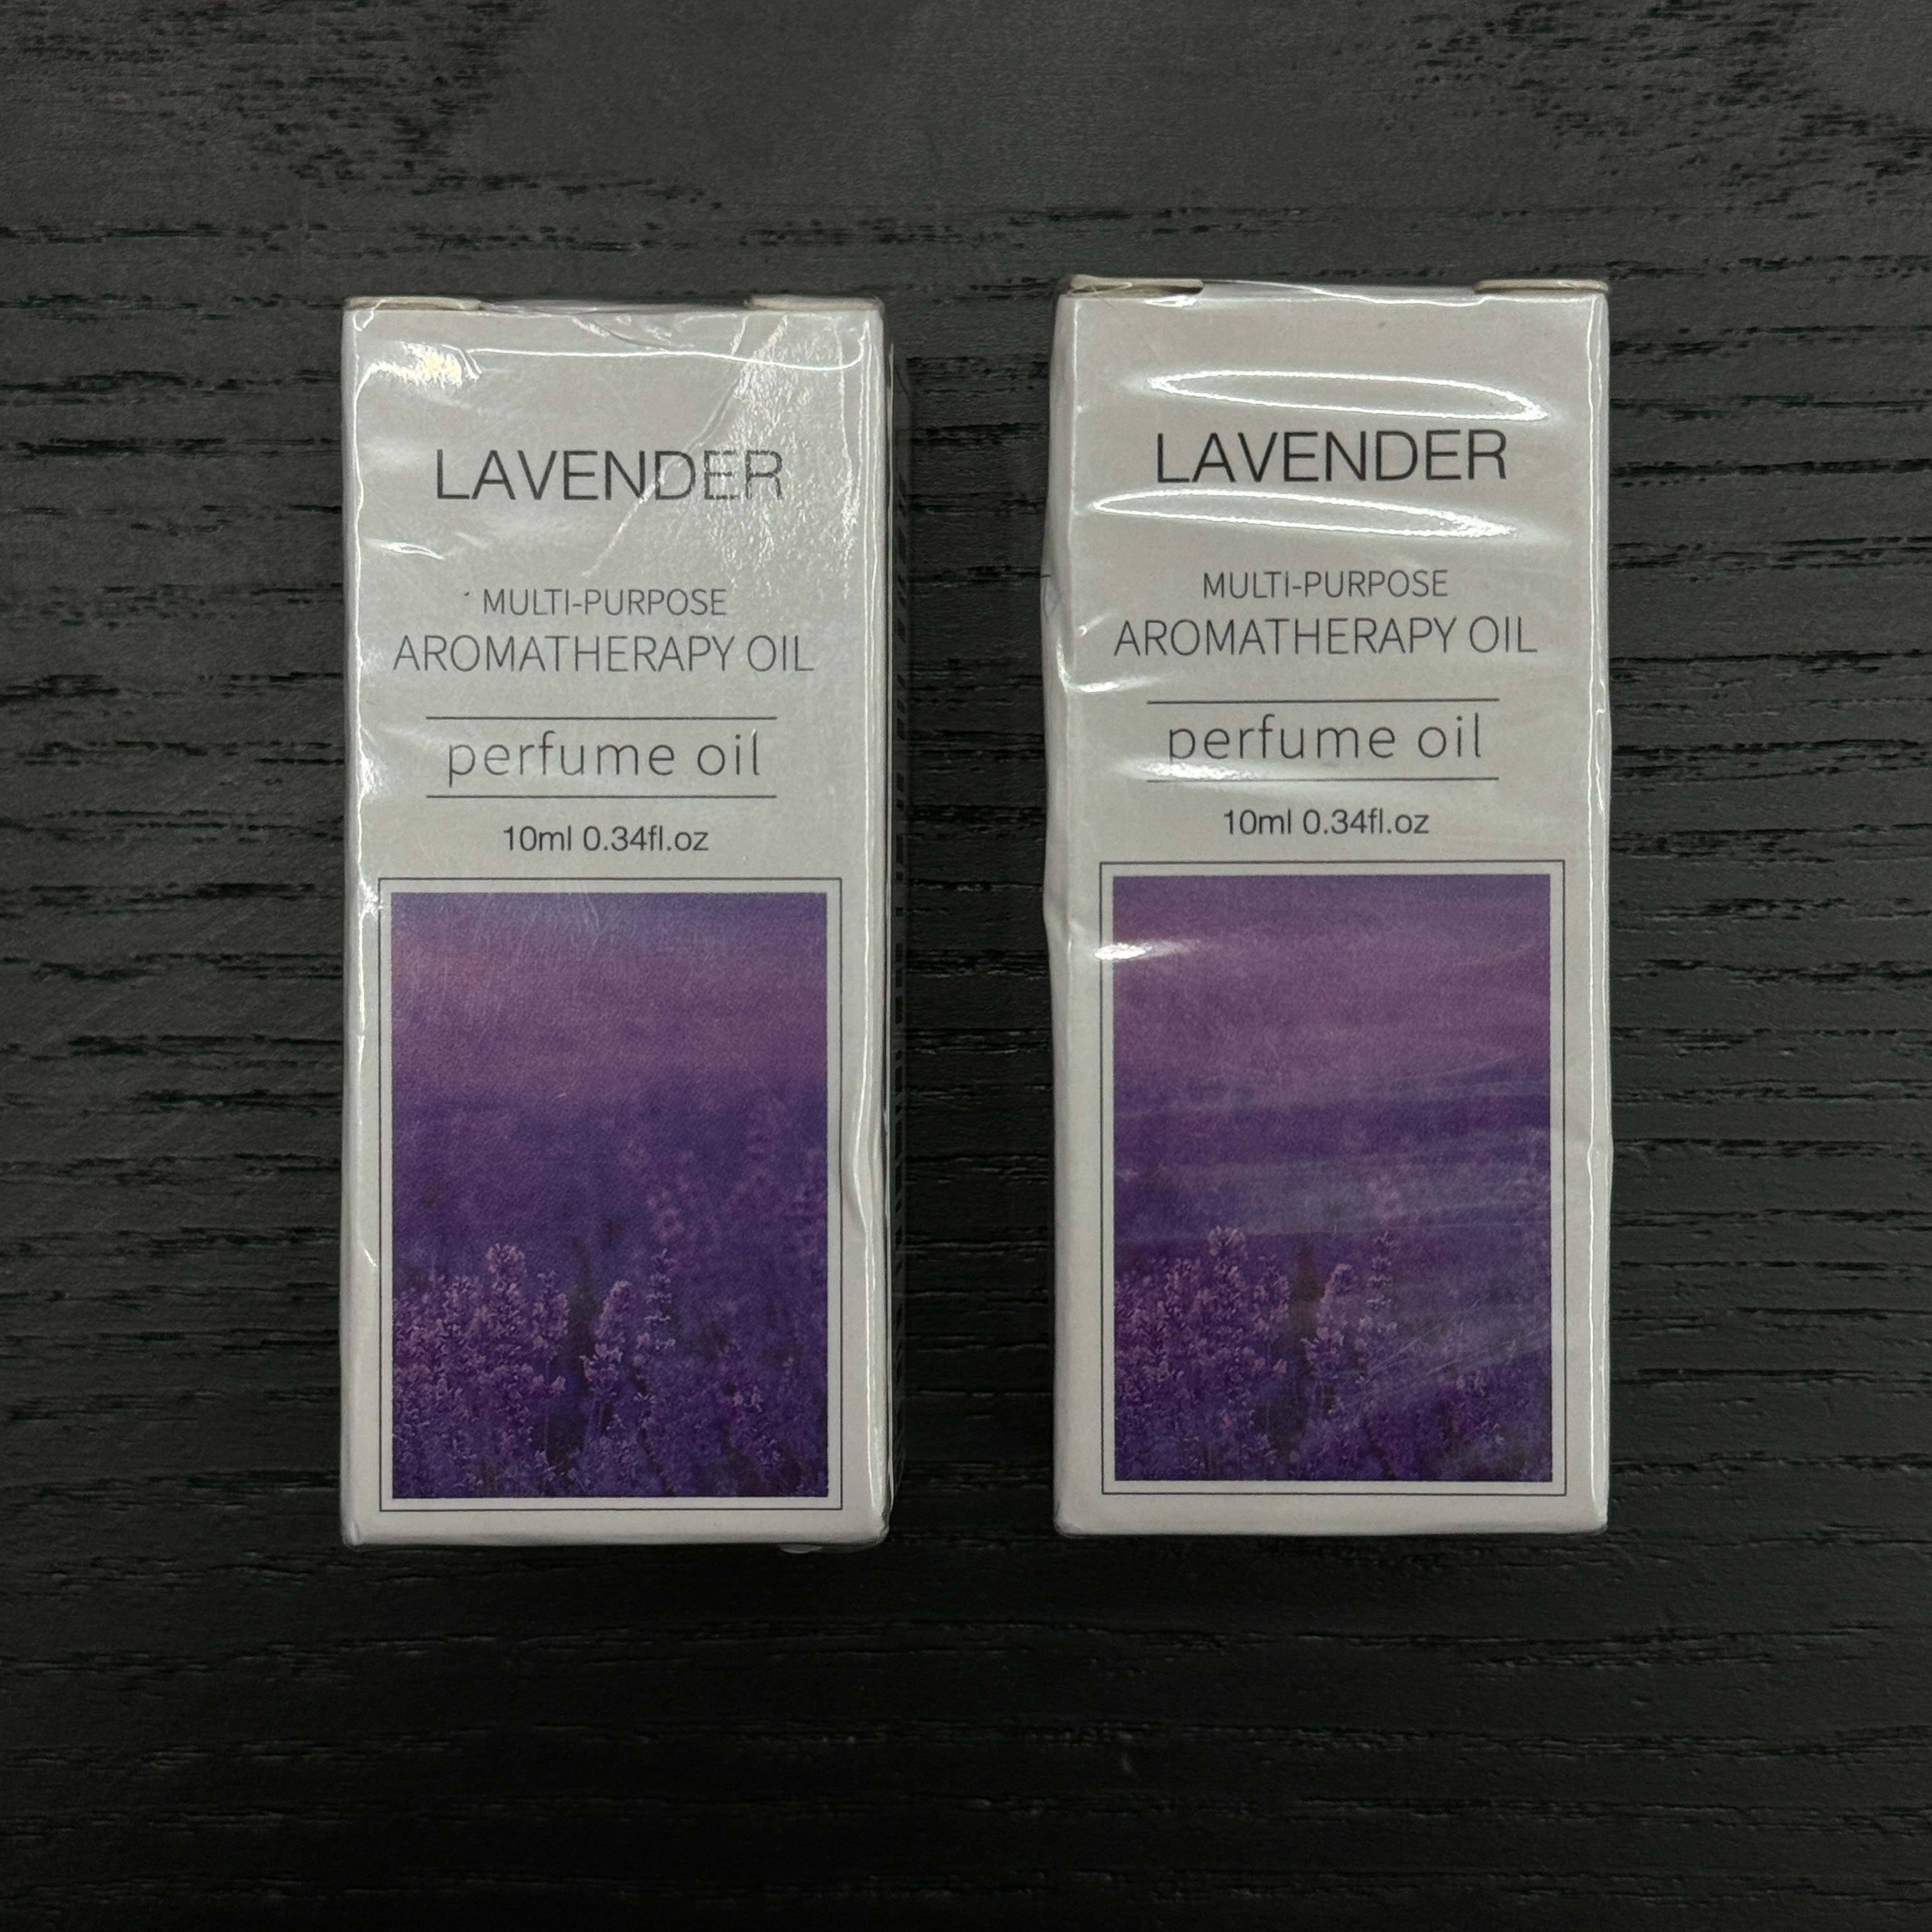 LAVENDER
MULTI-PURPOSE
AROMATHERAPY OIL
perfume oil
10ml 0.34fl.oz
LAVENDER
MULTI-PURPOSE
AROMATHERAPY OIL
perfume oil
10ml 0.34fl.oz